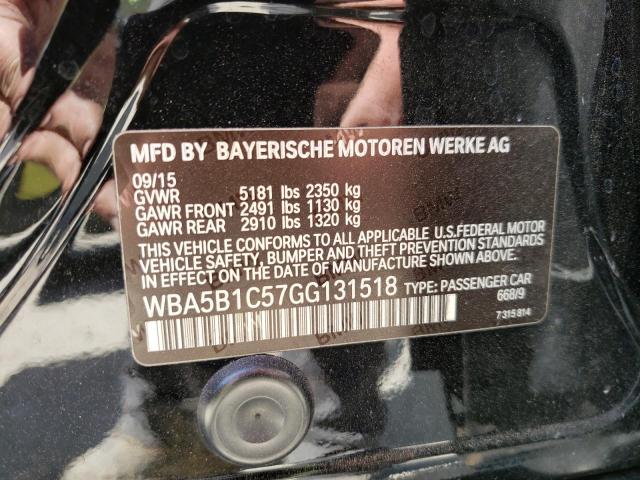 MFD BY BAYERISCHE MOTOREN WERKE AG
09/15
GVWR 5181 lbs 2350 kg
GAWR FRONT 2491 lbs 1130 kg
GAWR REAR 2910 lbs 1320 kg
THIS VEHICLE CONFORMS TO ALL APPLICABLE U.S.FEDERAL MOTOR
VEHICLE SAFETY, BUMPER AND THEFT PREVENTION STANDARDS
IN EFFECT ON THE DATE OF MANUFACTURE SHOWN ABOVE.
WBA5B1C57GG131518 TYPE: PASSENGER CAR
668/9
7315814